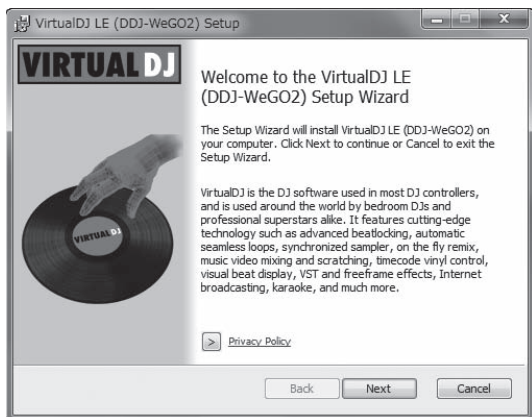 VirtualDJ LE (DDJ-WeGO2) Setup
VIRTUAL DJ
Welcome to the VirtualDJ LE
(DDJ-WeGO2) Setup Wizard
The Setup Wizard will install VirtualDJ LE (DDJ-WeGO2) on
your computer. Click Next to continue or Cancel to exit the
Setup Wizard.
VirtualDJ is the DJ software used in most DJ controllers,
and is used around the world by bedroom DJs and
professional superstars alike. It features cutting-edge
technology such as advanced beatlocking, automatic
seamless loops, synchronized sampler, on the fly remix,
music video mixing and scratching, timecode vinyl control,
visual beat display, VST and freeframe effects, Internet
broadcasting, karaoke, and much more.
VIRTUAL DJ
> Privacy Policy
Back Next Cancel